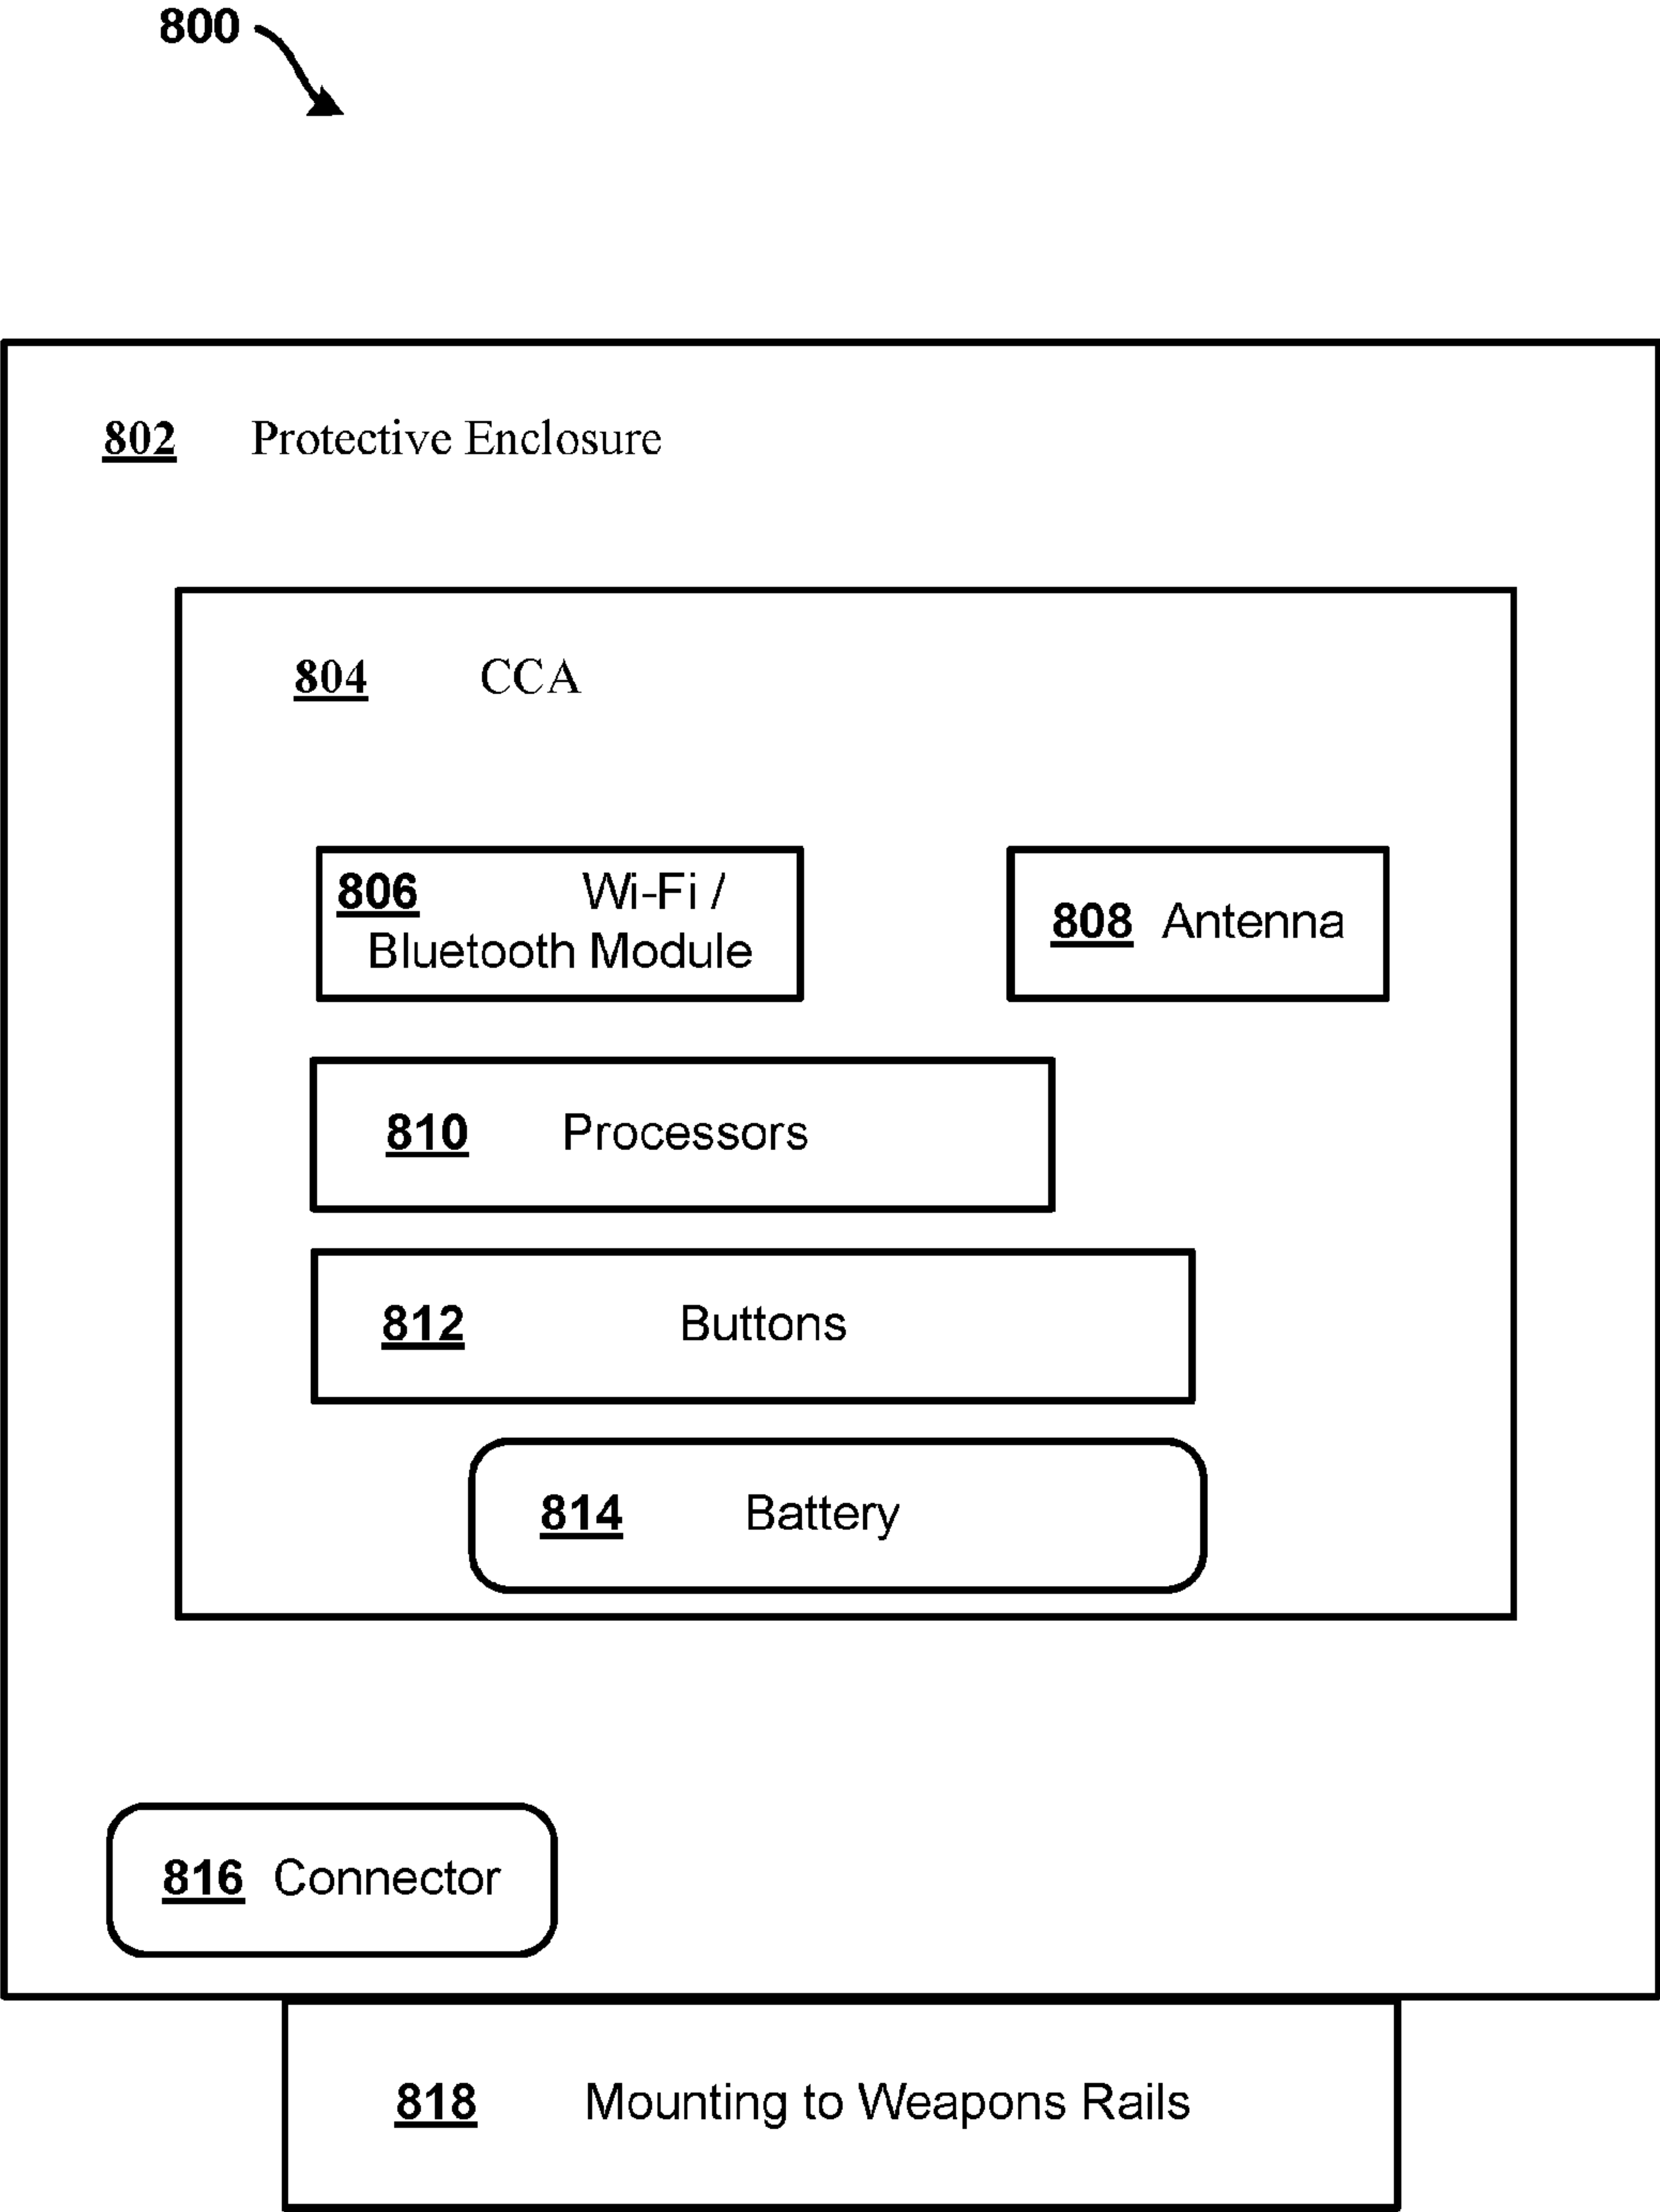 800
802 Protective Enclosure
804 CCA
806 Wi-Fi /
Bluetooth Module
808 Antenna
810 Processors
812 Buttons
814 Battery
816 Connector
818 Mounting to Weapons Rails